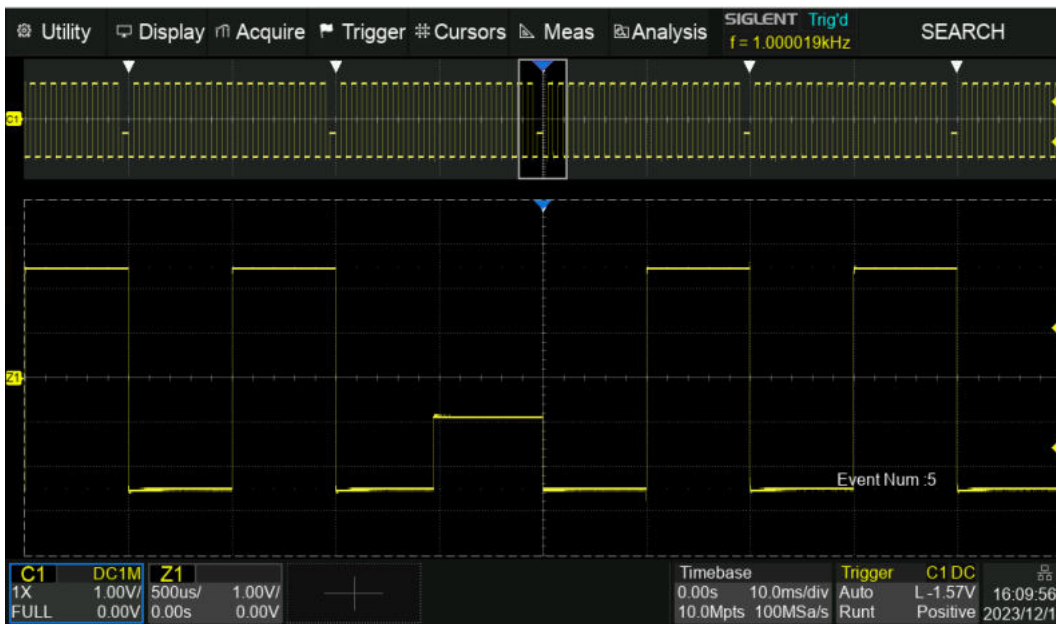 Utility Display Acquire Trigger Cursors Meas Analysis SIGLENT Trig'd SEARCH
f = 1.000019kHz
C1
Z1
Event Num :5
C1 DC1M Z1 Timebase Trigger C1 DC
1X 1.00V/ 500us/ 1.00V/ 0.00s 10.0ms/div Auto L -1.57V 16:09:56
FULL 0.00V 0.00s 0.00V 10.0Mpts 100MSa/s Runt Positive 2023/12/1